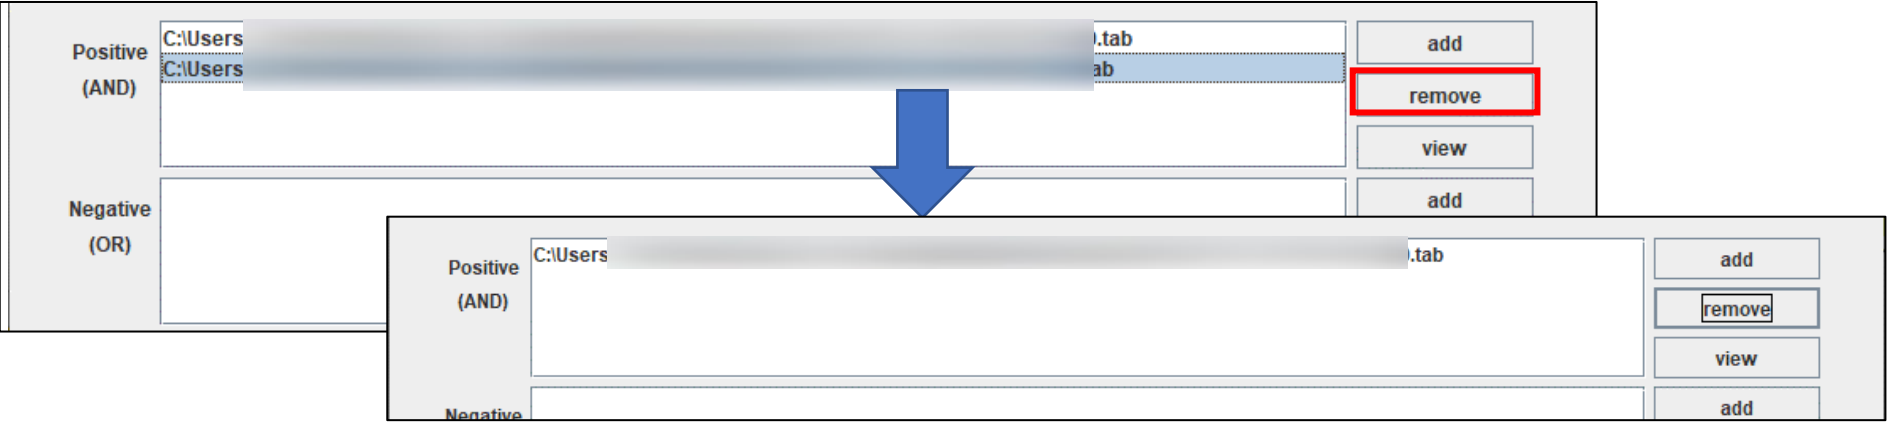 Positive
(AND)
C:\Users .tab
C:\Users ab
add
remove
view
Negative
(OR)
add
Positive
(AND)
C:\Users .tab
add
remove
view
Negative
add